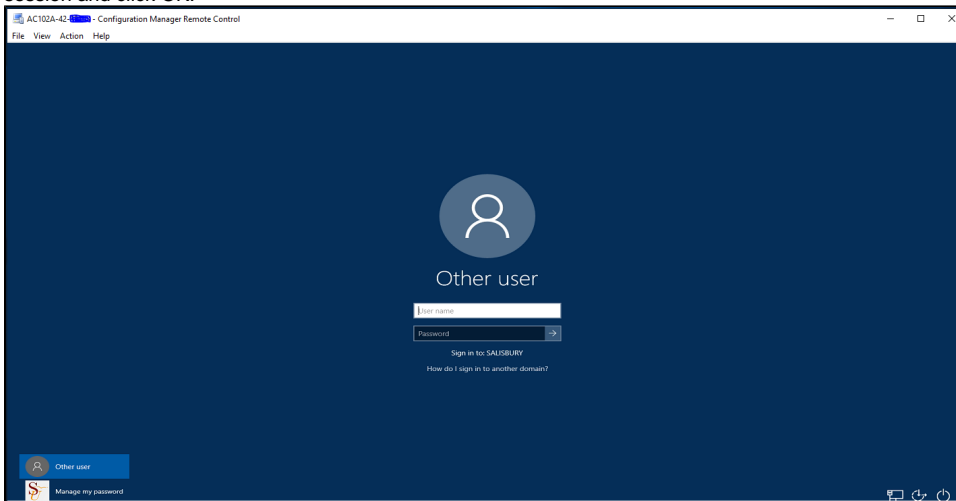 session and click OK.
AC102A-42- - Configuration Manager Remote Control
File View Action Help
Other user
User name
Password
Sign in to: SALISBURY
How do I sign in to another domain?
Other user
Manage my password